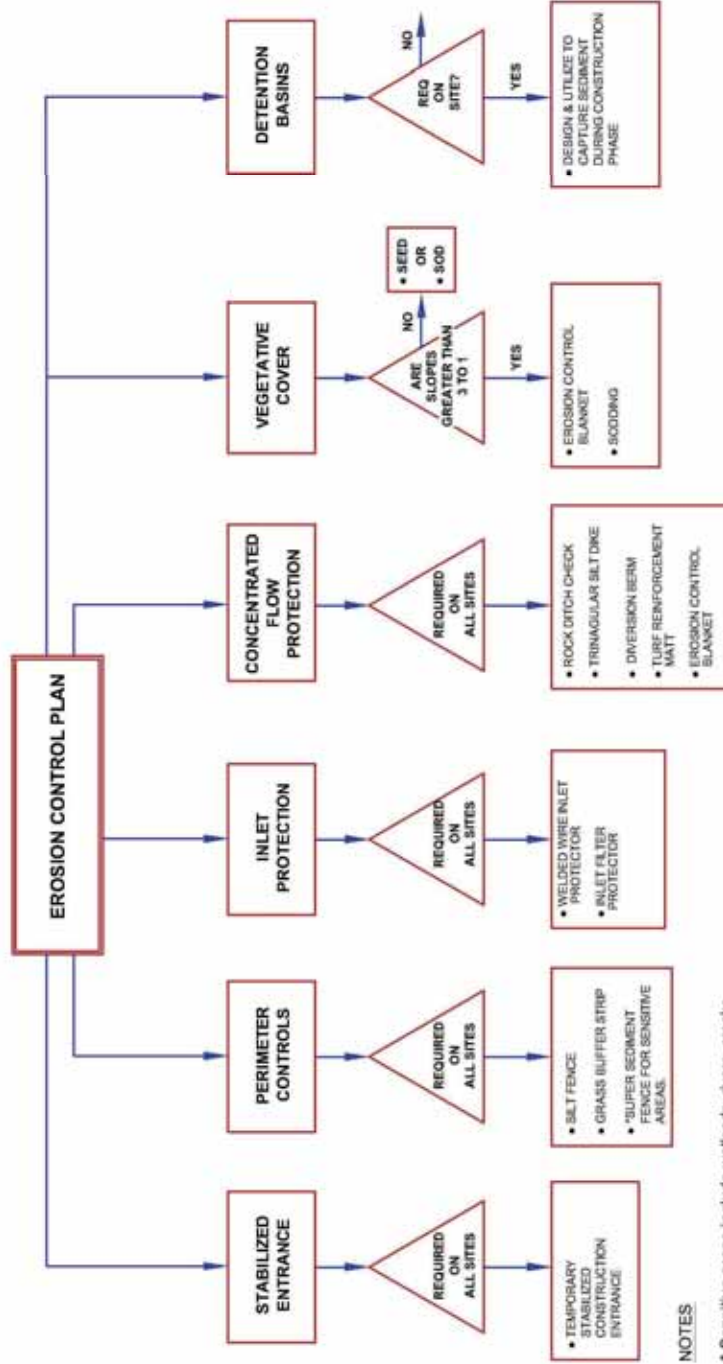 EROSION CONTROL PLAN
STABILIZED
ENTRANCE
REQUIRED
ON
ALL SITES
• TEMPORARY
STABILIZED
CONSTRUCTION
ENTRANCE
PERIMETER
CONTROLS
REQUIRED
ON
ALL SITES
• SILT FENCE
• GRASS BUFFER STRIP
• *SUPER SEDIMENT
FENCE FOR SENSITIVE
AREAS.
INLET
PROTECTION
REQUIRED
ON
ALL SITES
• WELDED WIRE INLET
PROTECTOR
• INLET FILTER
PROTECTOR
CONCENTRATED
FLOW
PROTECTION
REQUIRED
ON
ALL SITES
• ROCK DITCH CHECK
• TRINAGULAR SILT DIKE
• DIVERSION BERM
• TURF REINFORCEMENT
MATT
• EROSION CONTROL
BLANKET
VEGETATIVE
COVER
ARE
SLOPES
GREATER THAN
3 TO 1
NO
• SEED
OR
• SOD
YES
• EROSION CONTROL
BLANKET
• SCODING
DETENTION
BASINS
REQ
ON
SITE?
NO
YES
• DESIGN & UTILIZE TO
CAPTURE SEDIMENT
DURING CONSTRUCTION
PHASE
NOTES